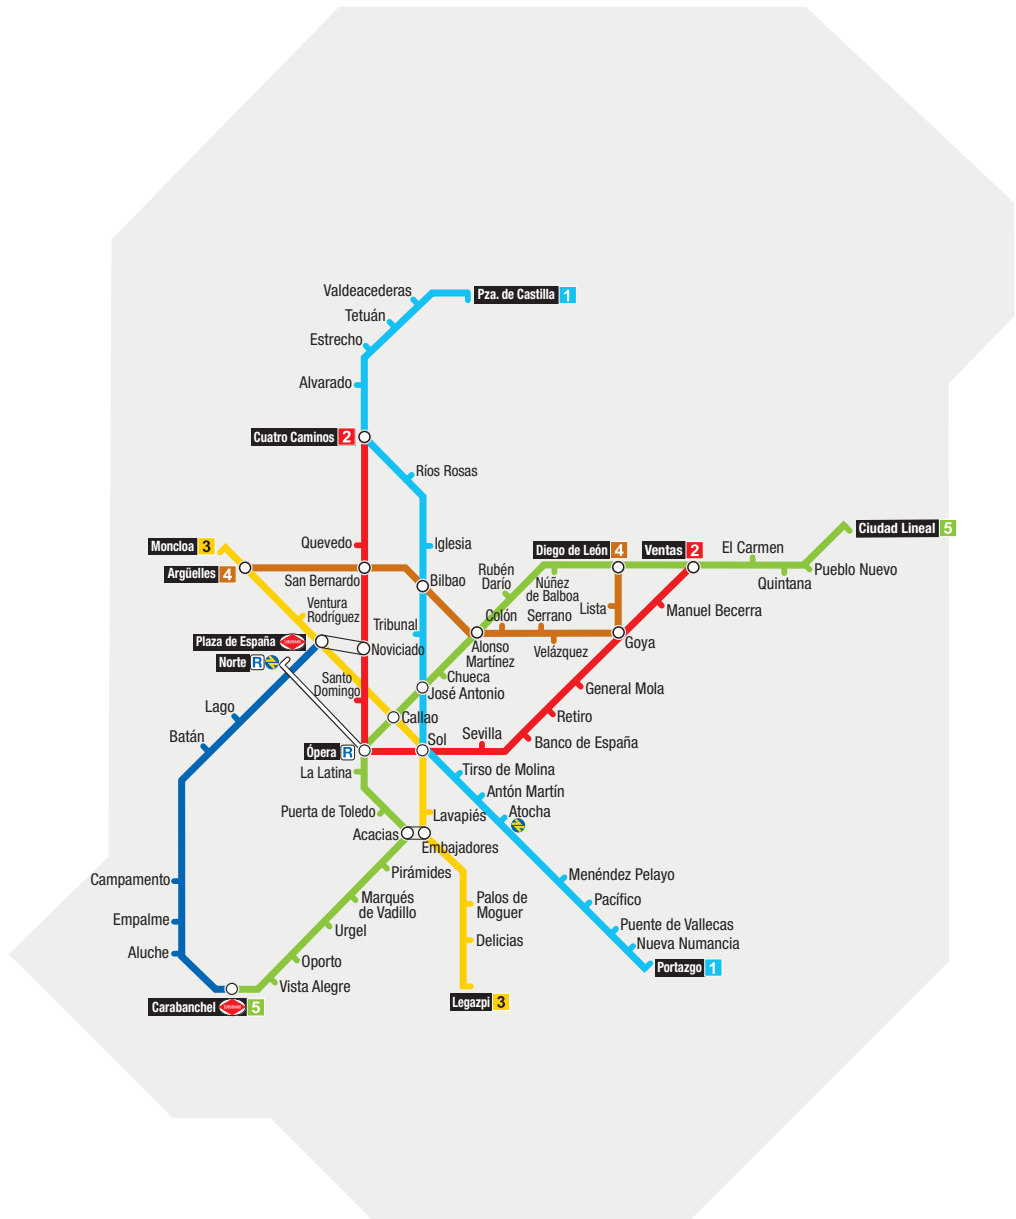 Valdeacederas
Pza. de Castilla 1
Tetuán
Estrecho
Alvarado
Cuatro Caminos 2
Ríos Rosas
Ciudad Lineal 5
Quevedo
Iglesia
Moncloa 3
Diego de León 4
Ventas 2
El Carmen
Pueblo Nuevo
Argüelles 4
San Bernardo
Bilbao
Rubén
Darío
Núñez
de Balboa
Quintana
Ventura
Rodríguez
Tribunal
Colón
Serrano
Lista
Manuel Becerra
Plaza de España
Noviciado
Alonso
Martínez
Velázquez
Goya
Norte R
Santo
Domingo
Chueca
José Antonio
General Mola
Lago
Callao
Retiro
Batán
Sol
Sevilla
Banco de España
Ópera R
La Latina
Tirso de Molina
Antón Martín
Puerta de Toledo
Lavapiés
Atocha
Acacias
Embajadores
Pirámides
Menéndez Pelayo
Campamento
Marqués
de Vadillo
Palos de
Moguer
Pacífico
Empalme
Urgel
Puente de Vallecas
Delicias
Nueva Numancia
Aluche
Oporto
Portazgo 1
Vista Alegre
Carabanchel 5
Legazpi 3